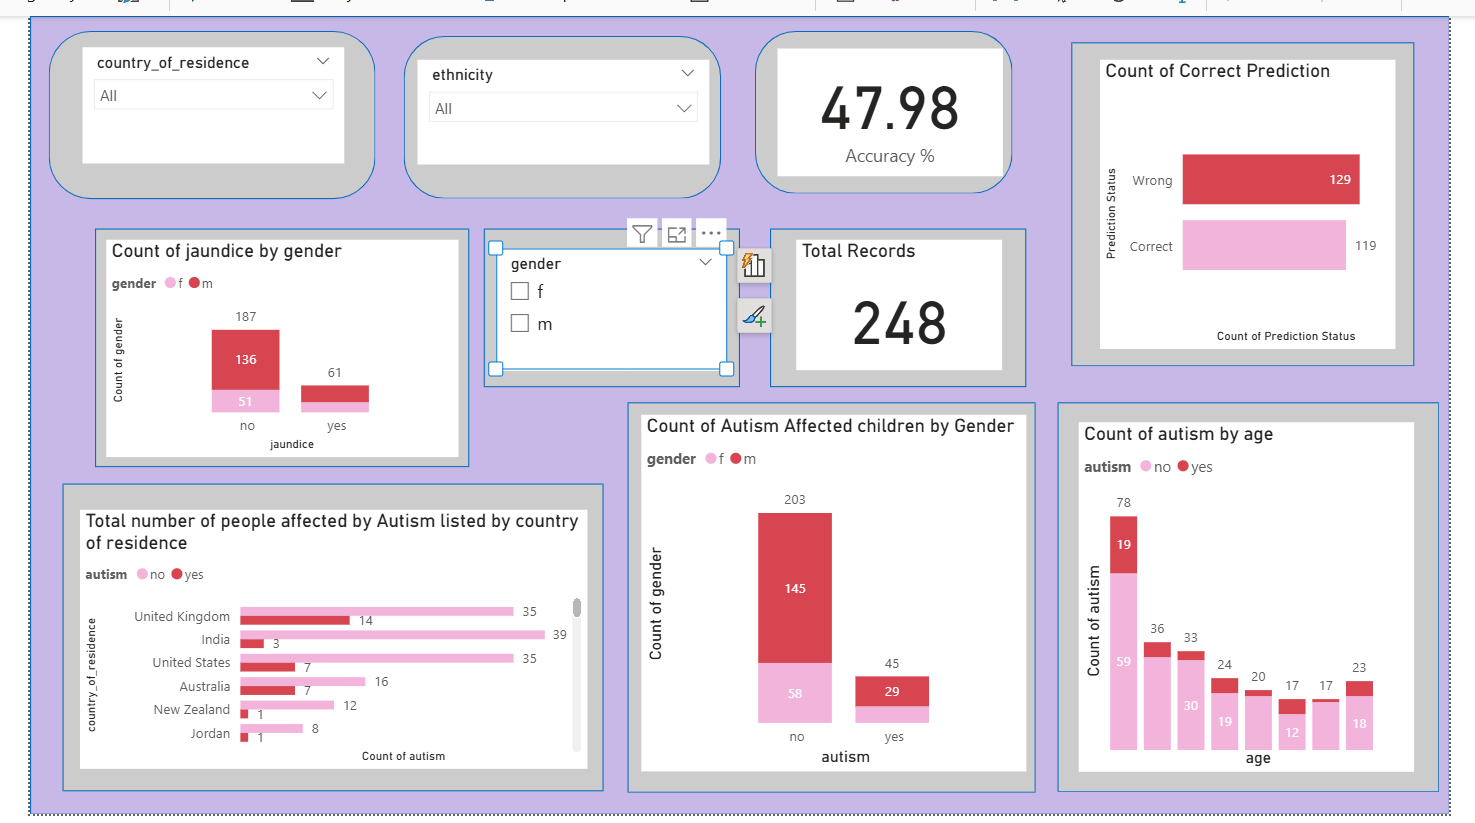 country_of_residence
All
ethnicity
All
47.98
Accuracy %
Count of Correct Prediction
Prediction Status
Wrong
129
Correct
119
Count of Prediction Status
Count of jaundice by gender
gender f m
Count of gender
187
136
51
61
no
yes
jaundice
gender
f
m
Total Records
248
Total number of people affected by Autism listed by country
of residence
autism no yes
country_of_residence
United Kingdom 35
14
India 39
3
United States 35
7
Australia 16
7
New Zealand 12
1
Jordan 8
1
Count of autism
Count of Autism Affected children by Gender
gender f m
Count of gender
203
145
58
45
29
no
yes
autism
Count of autism by age
autism no yes
Count of autism
78
19
59
36
33
30
24
19
20
17
12
17
23
18
age